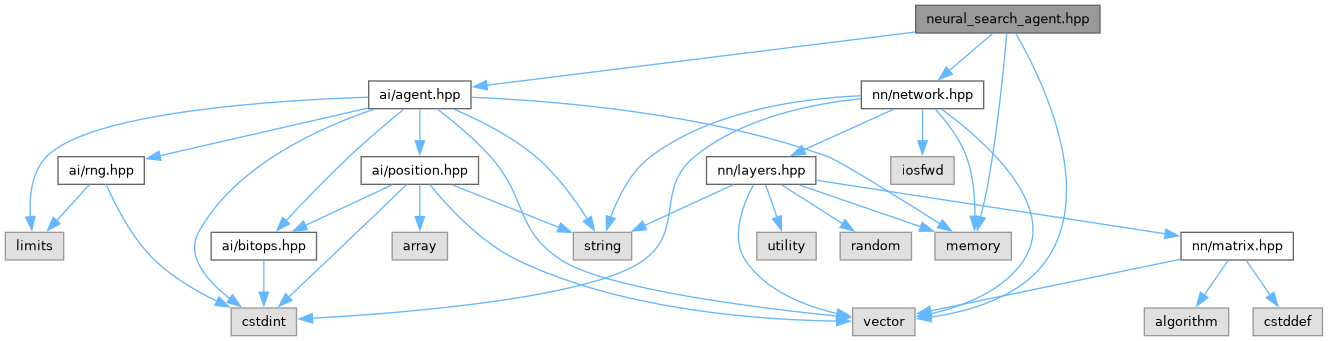 neural_search_agent.hpp
ai/agent.hpp
nn/network.hpp
ai/rng.hpp
ai/position.hpp
nn/layers.hpp
iosfwd
limits
ai/bitops.hpp
array
string
utility
random
memory
nn/matrix.hpp
cstdint
vector
algorithm
cstddef